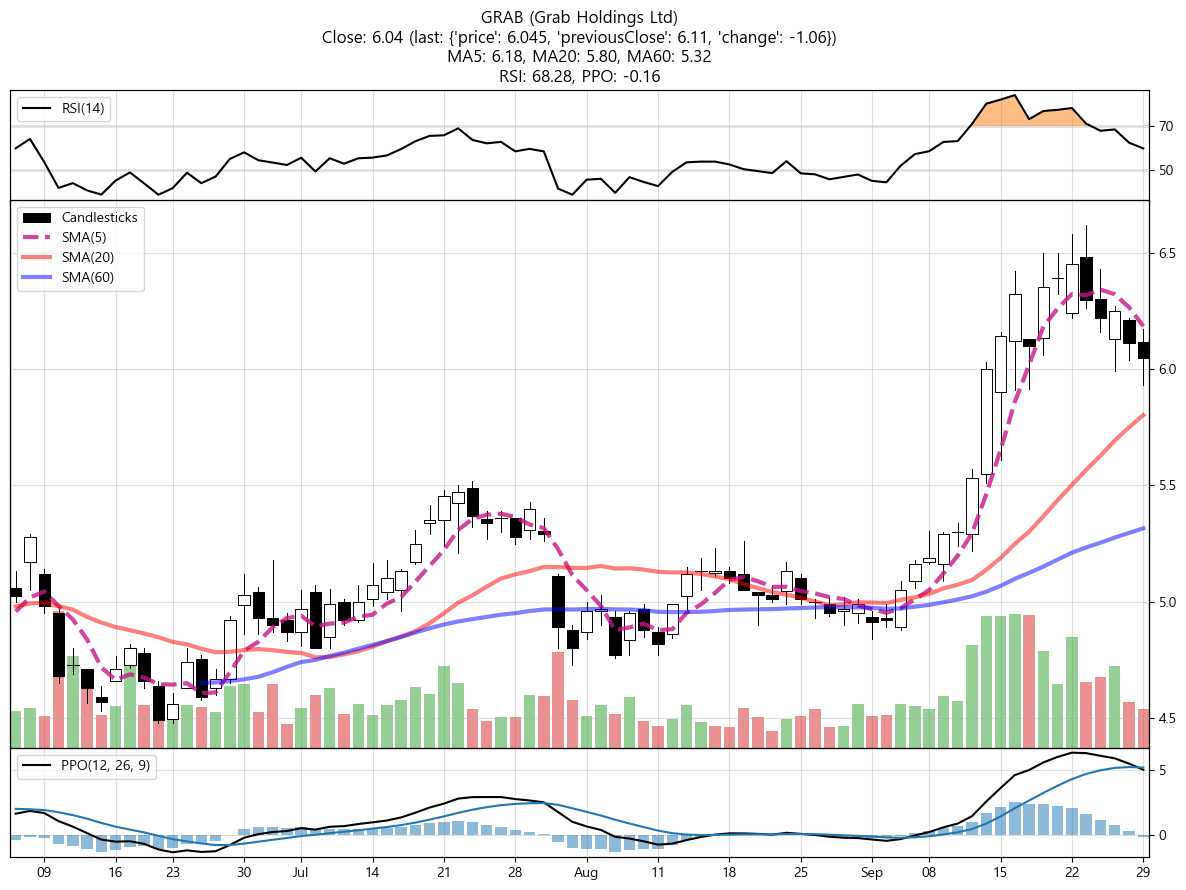 GRAB (Grab Holdings Ltd)
Close: 6.04 (last: {'price': 6.045, 'previousClose': 6.11, 'change': -1.06})
MA5: 6.18, MA20: 5.80, MA60: 5.32
RSI: 68.28, PPO: -0.16
RSI(14)
70
50
Candlesticks
SMA(5)
SMA(20)
SMA(60)
6.5
6.0
5.5
5.0
4.5
PPO(12, 26, 9)
5
0
09 16 23 30 Jul 14 21 28 Aug 11 18 25 Sep 08 15 22 29